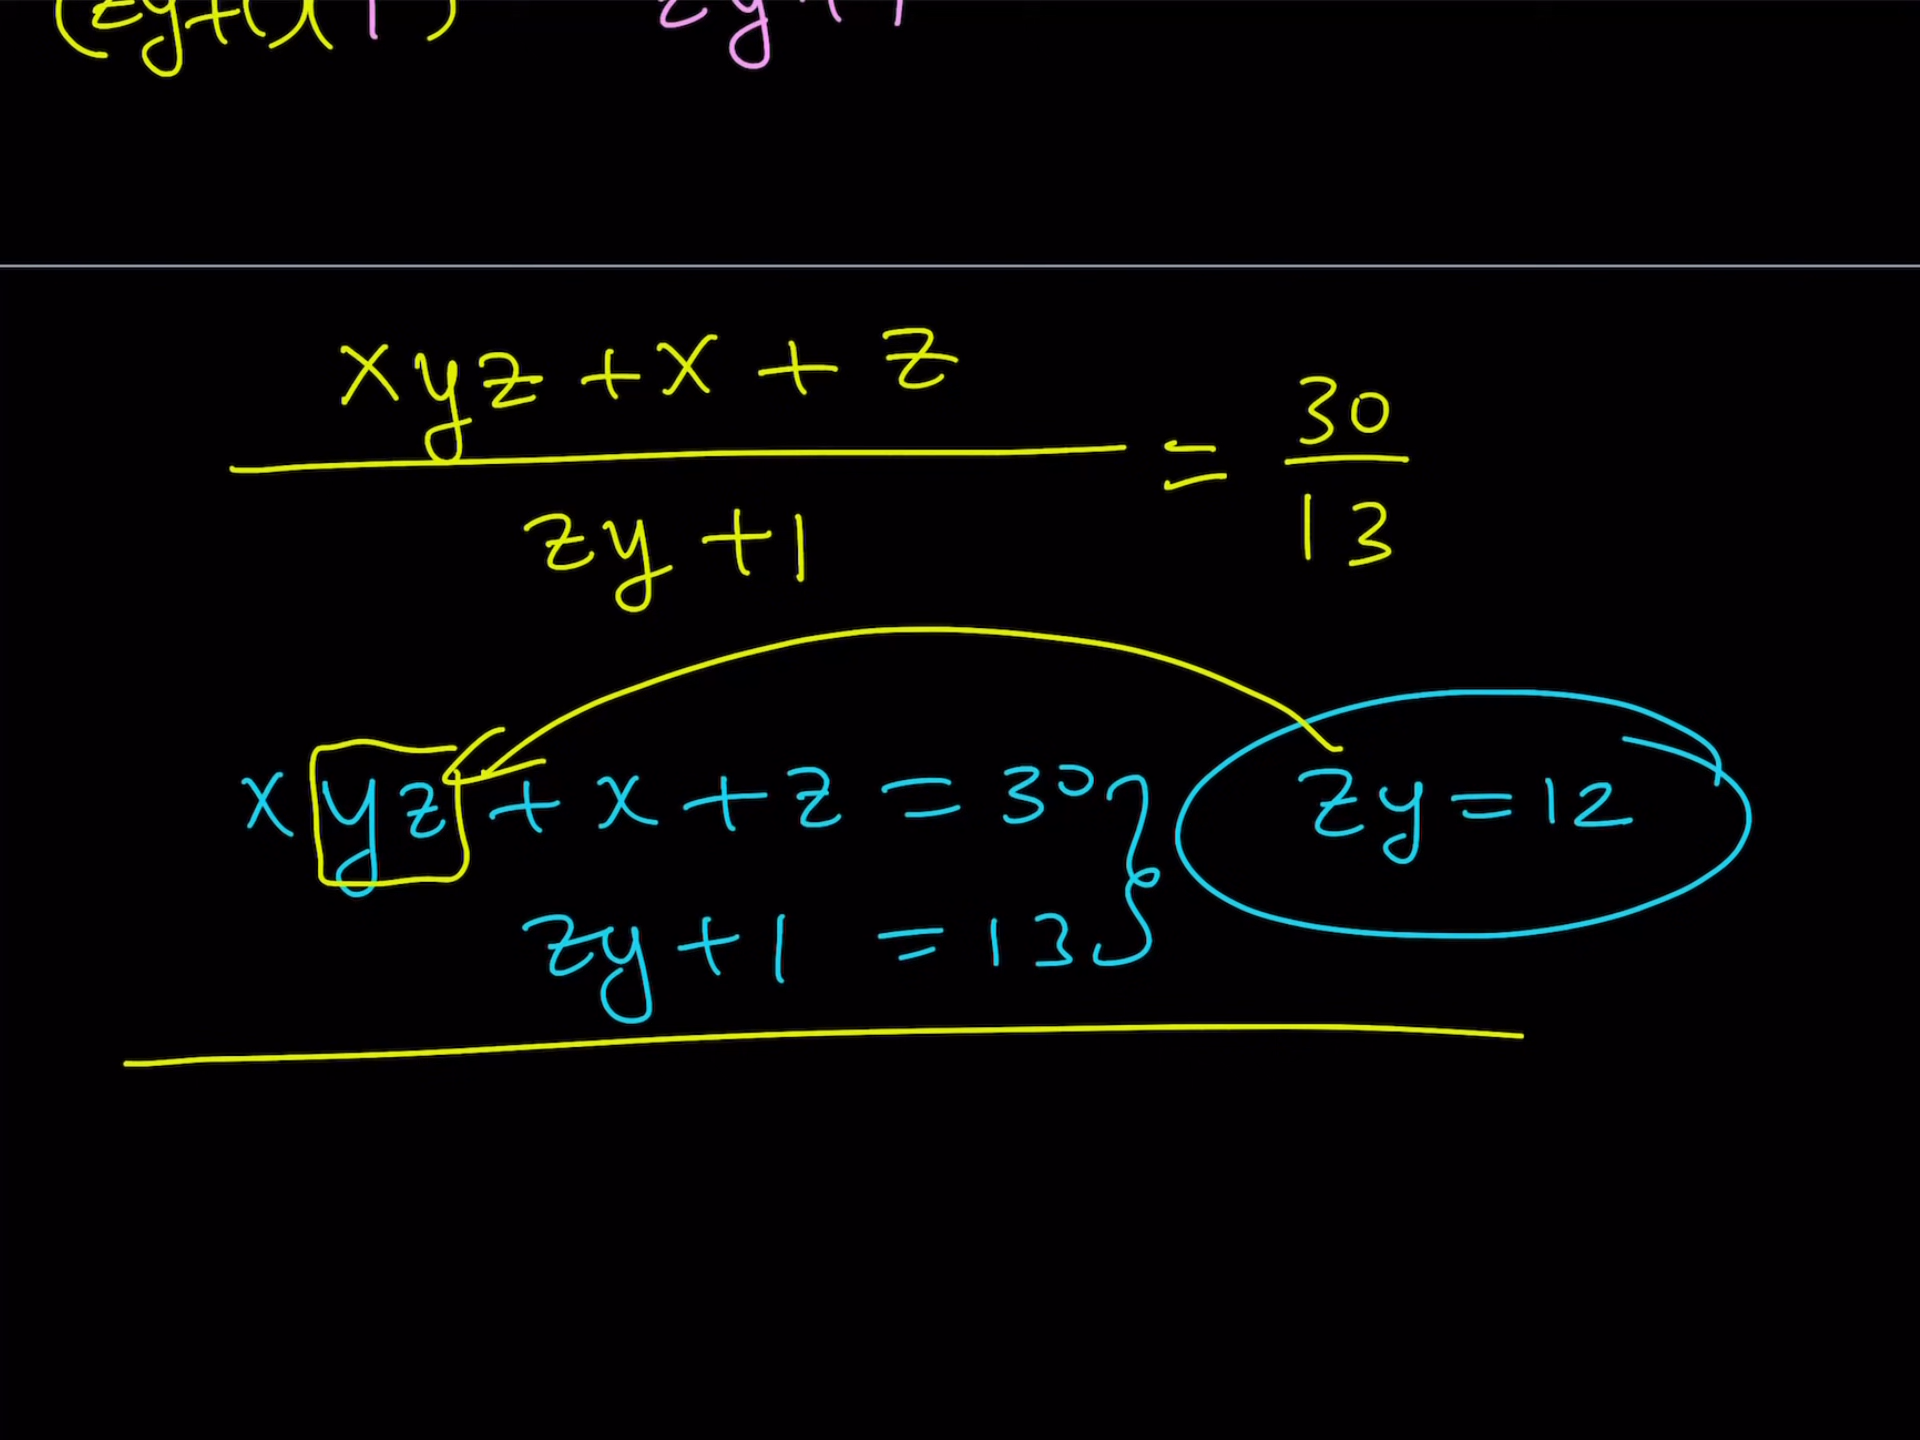 xyz + x + z
zy + 1
= 30/13
xyz + x + z = 30 } zy = 12
zy + 1 = 13